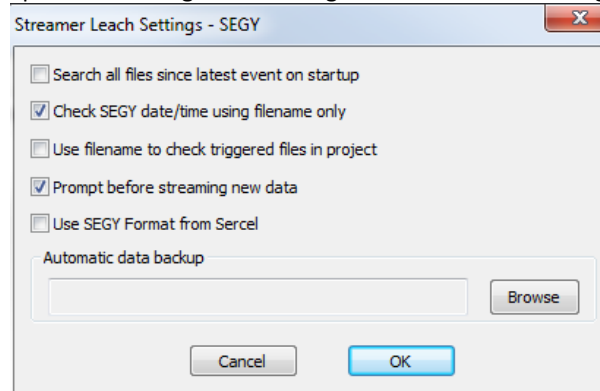 Streamer Leach Settings - SEGY
Search all files since latest event on startup
Check SEGY date/time using filename only
Use filename to check triggered files in project
Prompt before streaming new data
Use SEGY Format from Sercel
Automatic data backup
Browse
Cancel
OK